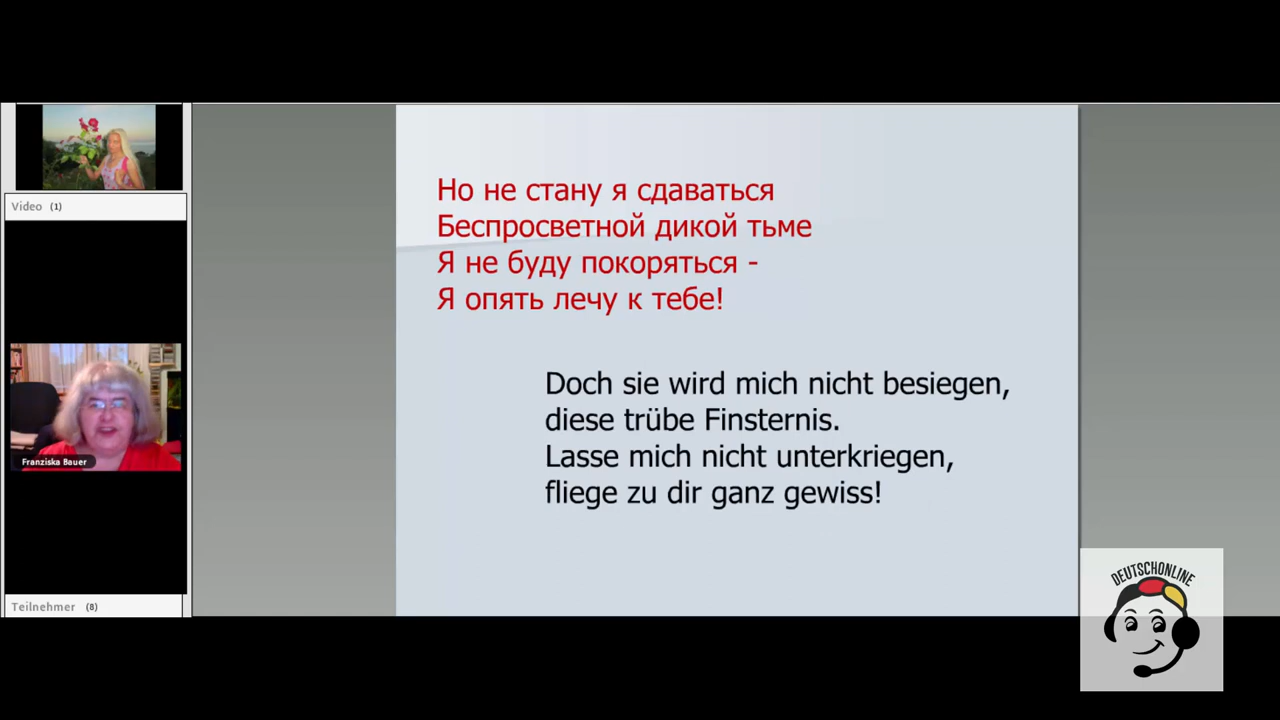 Video (1)
Franziska Bauer
Teilnehmer (8)
Но не стану я сдаваться
Беспросветной дикой тьме
Я не буду покоряться -
Я опять лечу к тебе!
Doch sie wird mich nicht besiegen,
diese trübe Finsternis.
Lasse mich nicht unterkriegen,
fliege zu dir ganz gewiss!
DEUTSCHONLINE